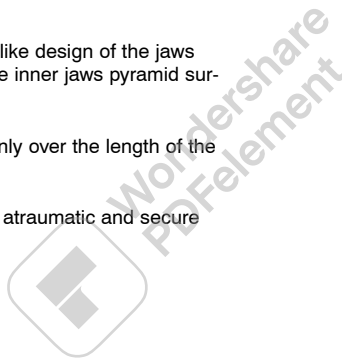 like design of the jaws
e inner jaws pyramid sur-
nly over the length of the
atraumatic and secure
Wondershare
PDFelement